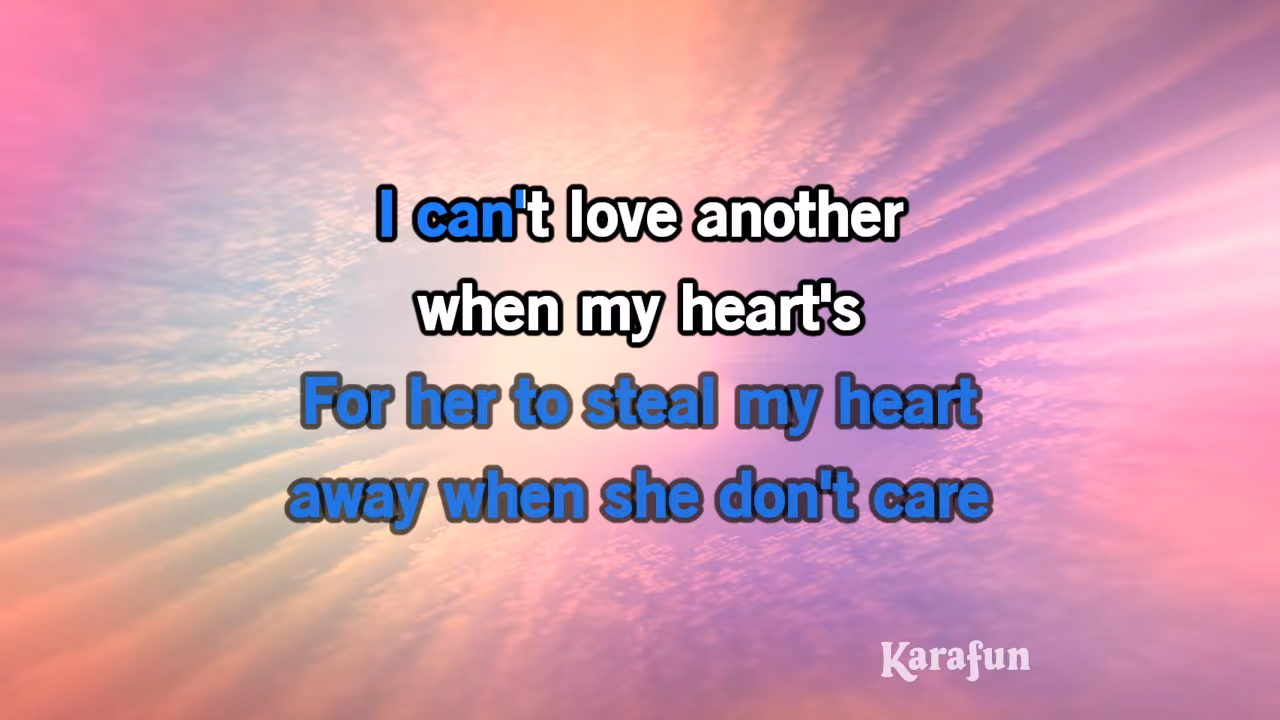 I can't love another
when my heart's
For her to steal my heart
away when she don't care
Karafun